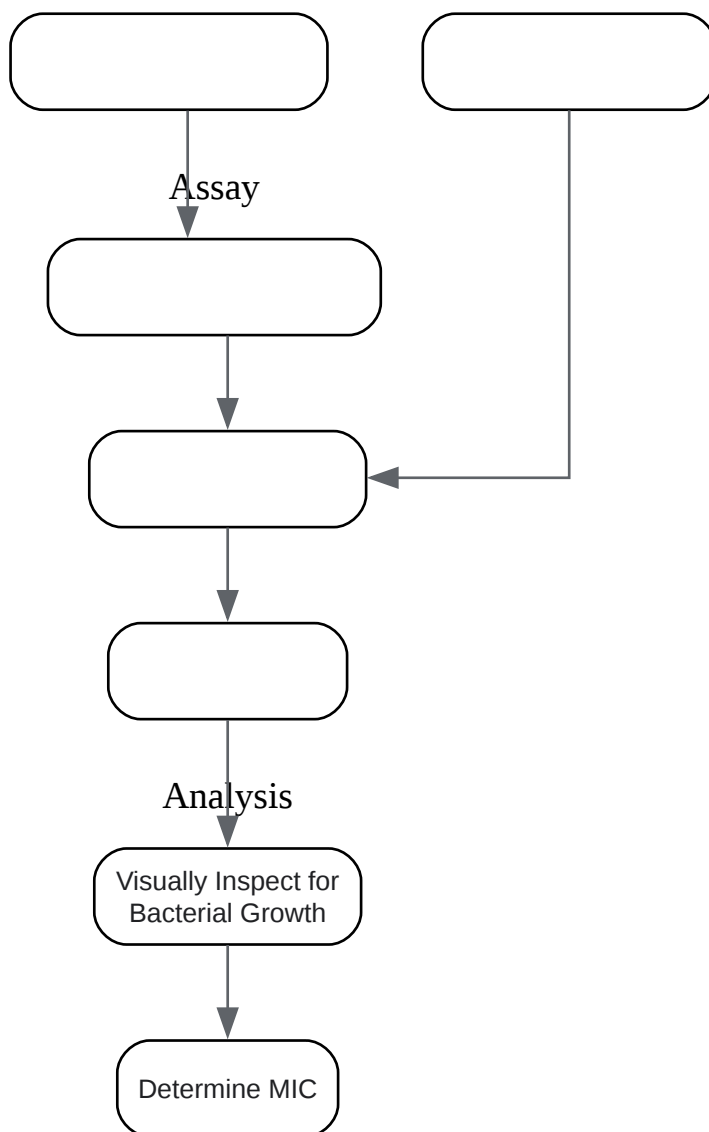 Assay
Analysis
Visually Inspect for
Bacterial Growth
Determine MIC